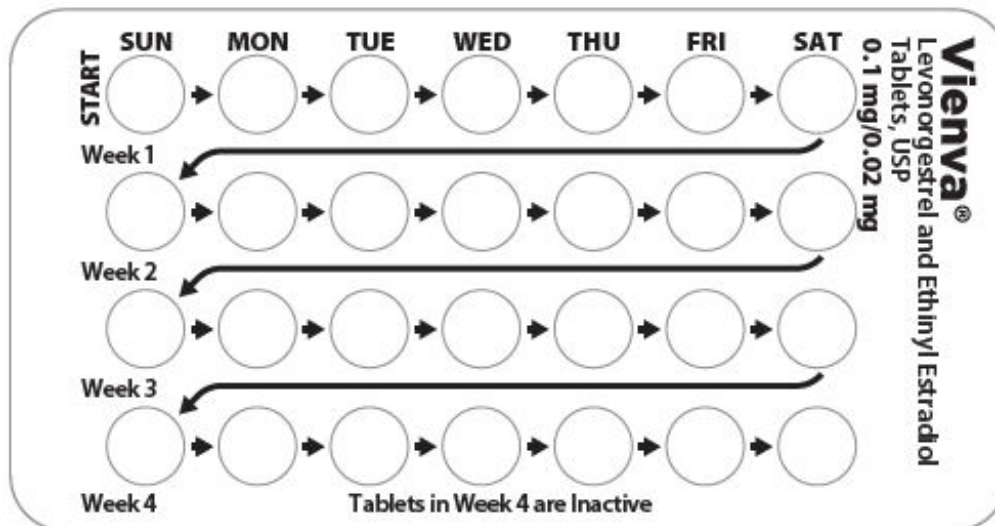 SUN MON TUE WED THU FRI SAT
START
Week 1
Week 2
Week 3
Week 4
Tablets in Week 4 are Inactive
Vienva®
Levonorgestrel and Ethinyl Estradiol
Tablets, USP
0.1 mg/0.02 mg